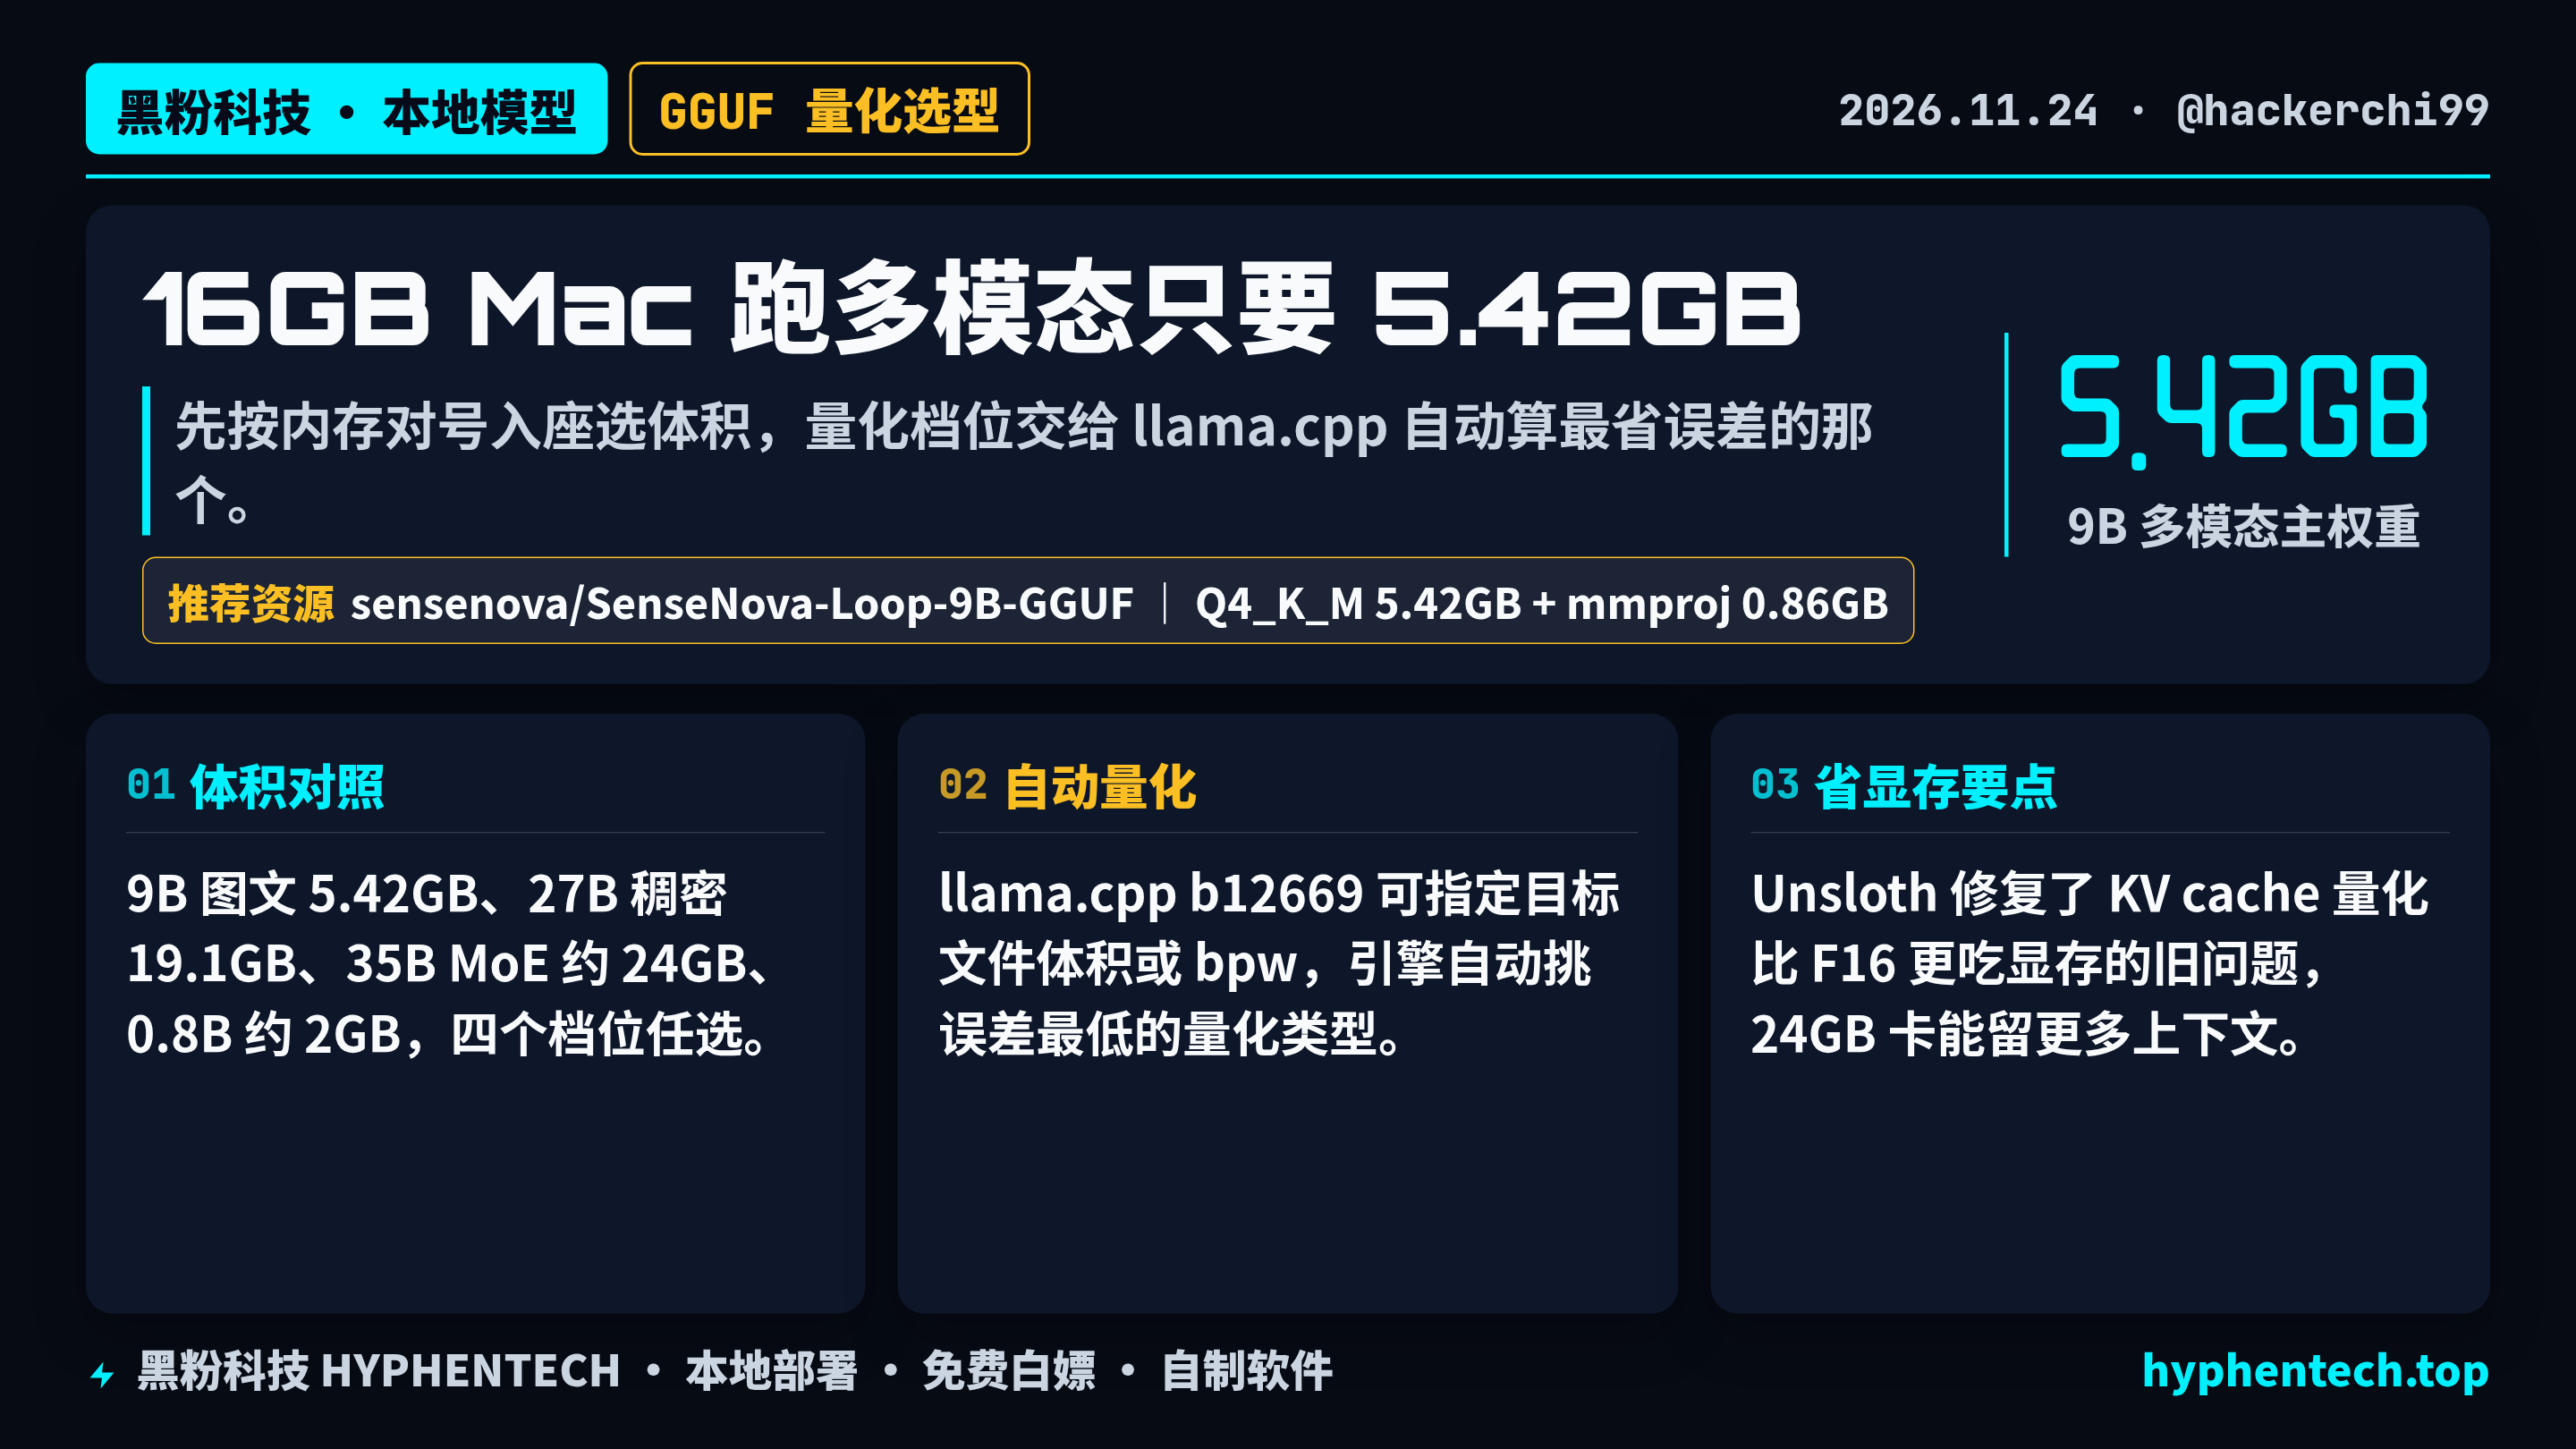 黑粉科技 · 本地模型
GGUF 量化选型
2026.11.24 · @hackerchi99
16GB Mac 跑多模态只要 5.42GB
先按内存对号入座选体积，量化档位交给 llama.cpp 自动算最省误差的那
个。
推荐资源 sensenova/SenseNova-Loop-9B-GGUF ｜ Q4_K_M 5.42GB + mmproj 0.86GB
5.42GB
9B 多模态主权重
01 体积对照
9B 图文 5.42GB、27B 稠密
19.1GB、35B MoE 约 24GB、
0.8B 约 2GB，四个档位任选。
02 自动量化
llama.cpp b12669 可指定目标
文件体积或 bpw，引擎自动挑
误差最低的量化类型。
03 省显存要点
Unsloth 修复了 KV cache 量化
比 F16 更吃显存的旧问题，
24GB 卡能留更多上下文。
黑粉科技 HYPHENTECH · 本地部署 · 免费白嫖 · 自制软件
hyphentech.top